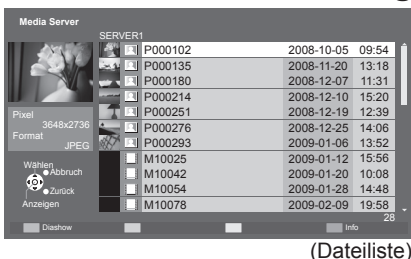 Media Server
SERVER1
P000102 2008-10-05 09:54
P000135 2008-11-20 13:18
P000180 2008-12-07 11:31
P000214 2008-12-10 15:20
P000251 2008-12-19 12:39
P000276 2008-12-25 14:06
P000293 2009-01-06 13:52
M10025 2009-01-12 15:56
M10042 2009-01-20 10:08
M10054 2009-01-28 14:48
M10078 2009-02-09 19:58
28
Pixel
3648x2736
Format
JPEG
Wählen
Abbruch
Zurück
Anzeigen
Diashow Info
(Dateiliste)